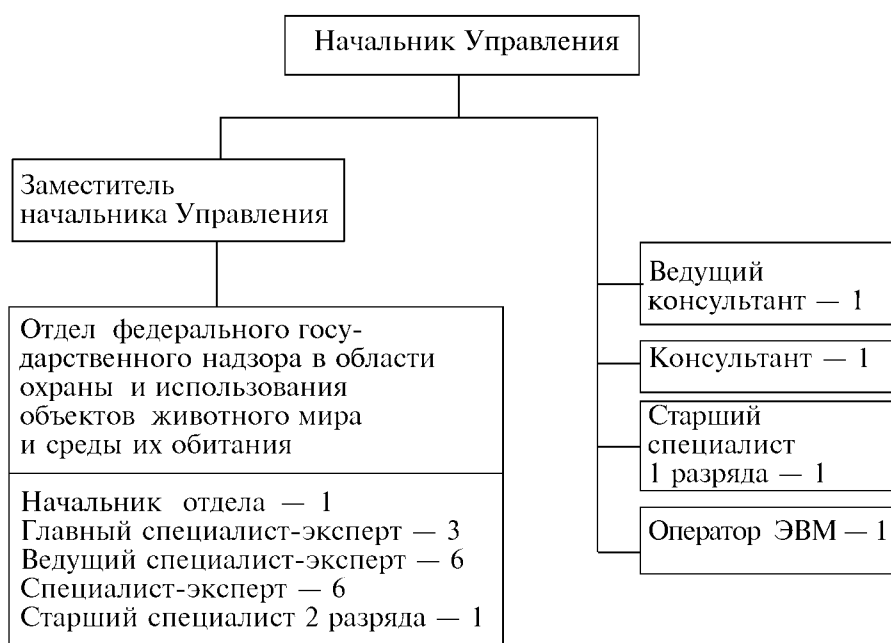 Начальник Управления
Заместитель
начальника Управления
Отдел федерального госу-
дарственного надзора в области
охраны и использования
объектов животного мира
и среды их обитания
Начальник отдела — 1
Главный специалист-эксперт — 3
Ведущий специалист-эксперт — 6
Специалист-эксперт — 6
Старший специалист 2 разряда — 1
Ведущий
консультант — 1
Консультант — 1
Старший
специалист
1 разряда — 1
Оператор ЭВМ — 1